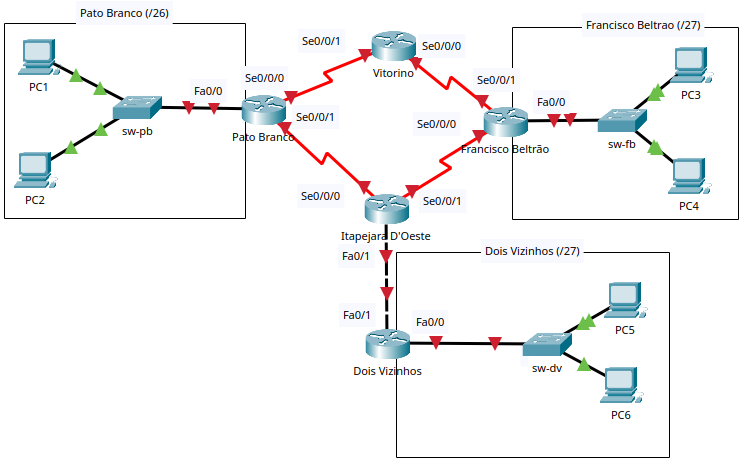 Pato Branco (/26)
Francisco Beltrao (/27)
Se0/0/1
Se0/0/0
Vitorino
PC1
Fa0/0
Se0/0/0
Se0/0/1
PC3
Fa0/0
sw-pb
Se0/0/1
Pato Branco
Se0/0/0
Francisco Beltrão
sw-fb
PC2
Se0/0/0
Se0/0/1
PC4
Itapejara D'Oeste
Fa0/1
Dois Vizinhos (/27)
Fa0/1
Fa0/0
PC5
Dois Vizinhos
sw-dv
PC6